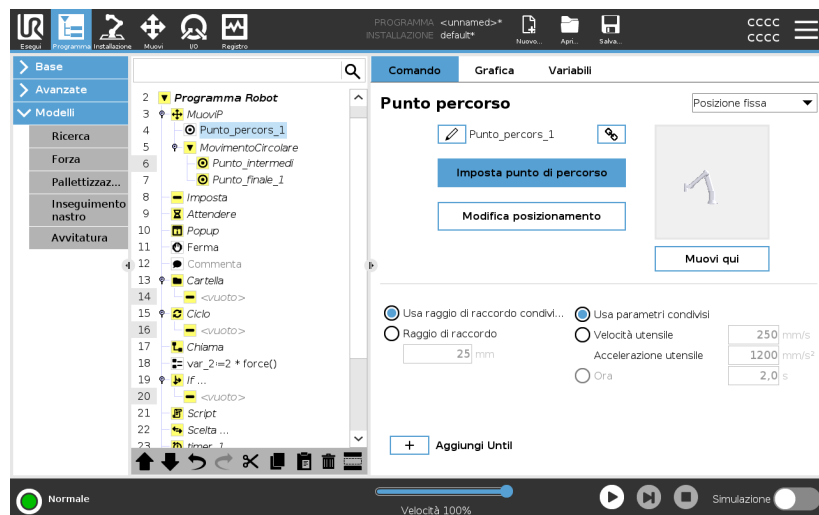 PROGRAMMA <unnamed>*
INSTALLAZIONE default*
cccc
cccc
Esegui Programma Installazione Muovi I/O Registro Nuovo... Apri... Salva...
Base
Avanzate
Modelli
Ricerca
Forza
Pallettizzaz...
Inseguimento
nastro
Avvitatura
2 Programma Robot
3 MuoviP
4 Punto_percors_1
5 MovimentoCircolare
6 Punto_intermedi
7 Punto_finale_1
8 Imposta
9 Attendere
10 Popup
11 Ferma
12 Commenta
13 Cartella
14 <vuoto>
15 Ciclo
16 <vuoto>
17 Chiama
18 var_2:=2 * force()
19 If ...
20 <vuoto>
21 Script
22 Scelta ...
23 timer_1
Comando Grafica Variabili
Punto percorso
Posizione fissa
Punto_percors_1
Imposta punto di percorso
Modifica posizionamento
Muovi qui
Usa raggio di raccordo condivi...
Raggio di raccordo
25 mm
Usa parametri condivisi
Velocità utensile 250 mm/s
Accelerazione utensile 1200 mm/s²
Ora 2,0 s
+ Aggiungi Until
Normale
Velocità 100%
Simulazione